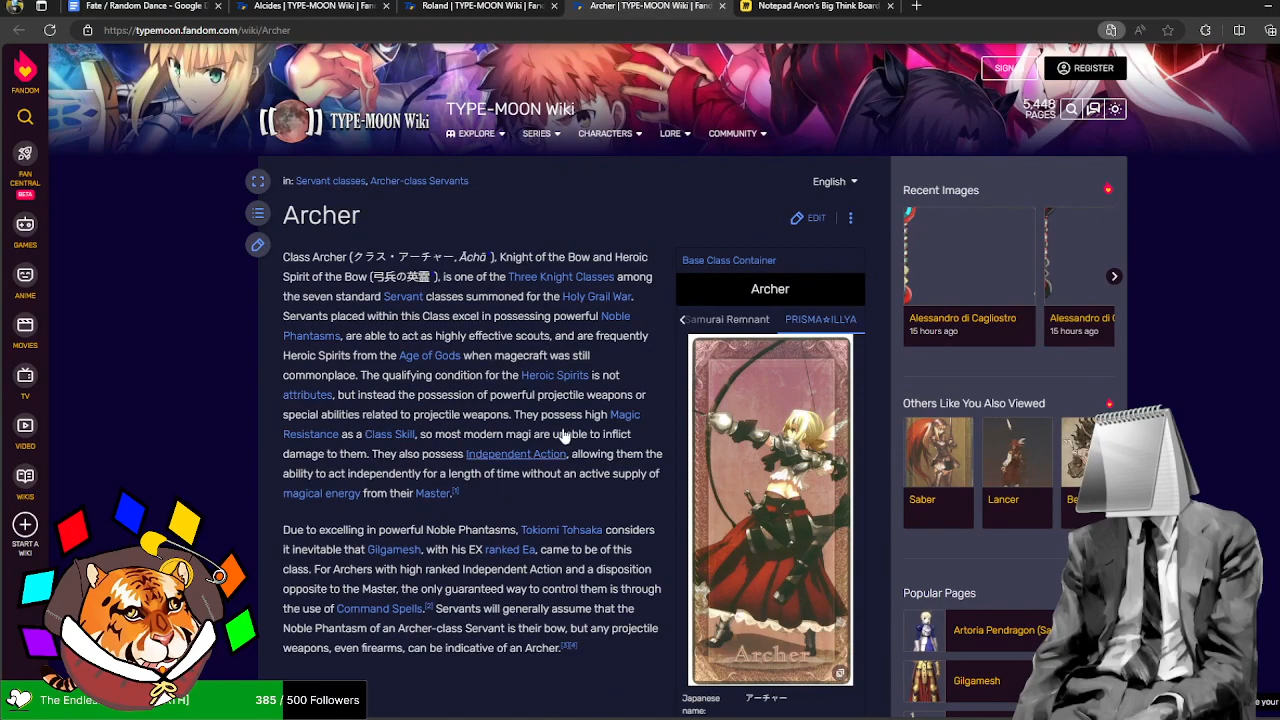 Fate / Random Dance - Google D
Alcides | TYPE-MOON Wiki | Fan
Roland | TYPE-MOON Wiki | Fan
Archer | TYPE-MOON Wiki | Fan
Notepad Anon's Big Think Board
https://typemoon.fandom.com/wiki/Archer
FANDOM
FAN CENTRAL
BETA
GAMES
ANIME
MOVIES
TV
VIDEO
WIKIS
START A WIKI
TYPE-MOON Wiki
TYPE-MOON Wiki
EXPLORE
SERIES
CHARACTERS
LORE
COMMUNITY
SIGN
REGISTER
5,448
PAGES
in: Servant classes, Archer-class Servants
English
Archer
EDIT
Class Archer (クラス・アーチャー, Āchā ), Knight of the Bow and Heroic
Spirit of the Bow (弓兵の英霊 ), is one of the Three Knight Classes among
the seven standard Servant classes summoned for the Holy Grail War.
Servants placed within this Class excel in possessing powerful Noble
Phantasms, are able to act as highly effective scouts, and are frequently
Heroic Spirits from the Age of Gods when magecraft was still
commonplace. The qualifying condition for the Heroic Spirits is not
attributes, but instead the possession of powerful projectile weapons or
special abilities related to projectile weapons. They possess high Magic
Resistance as a Class Skill, so most modern magi are unable to inflict
damage to them. They also possess Independent Action, allowing them the
ability to act independently for a length of time without an active supply of
magical energy from their Master.[1]
Due to excelling in powerful Noble Phantasms, Tokiomi Tohsaka considers
it inevitable that Gilgamesh, with his EX ranked Ea, came to be of this
class. For Archers with high ranked Independent Action and a disposition
opposite to the Master, the only guaranteed way to control them is through
the use of Command Spells.[2] Servants will generally assume that the
Noble Phantasm of an Archer-class Servant is their bow, but any projectile
weapons, even firearms, can be indicative of an Archer.[3][4]
Base Class Container
Archer
Samurai Remnant
PRISMA☆ILLYA
Archer
Japanese name:
アーチャー
Recent Images
Alessandro di Cagliostro
15 hours ago
Alessandro di C
15 hours ago
Others Like You Also Viewed
Saber
Lancer
Be
Popular Pages
Artoria Pendragon (Sa
Gilgamesh
The Endles
TH]
385 / 500 Followers